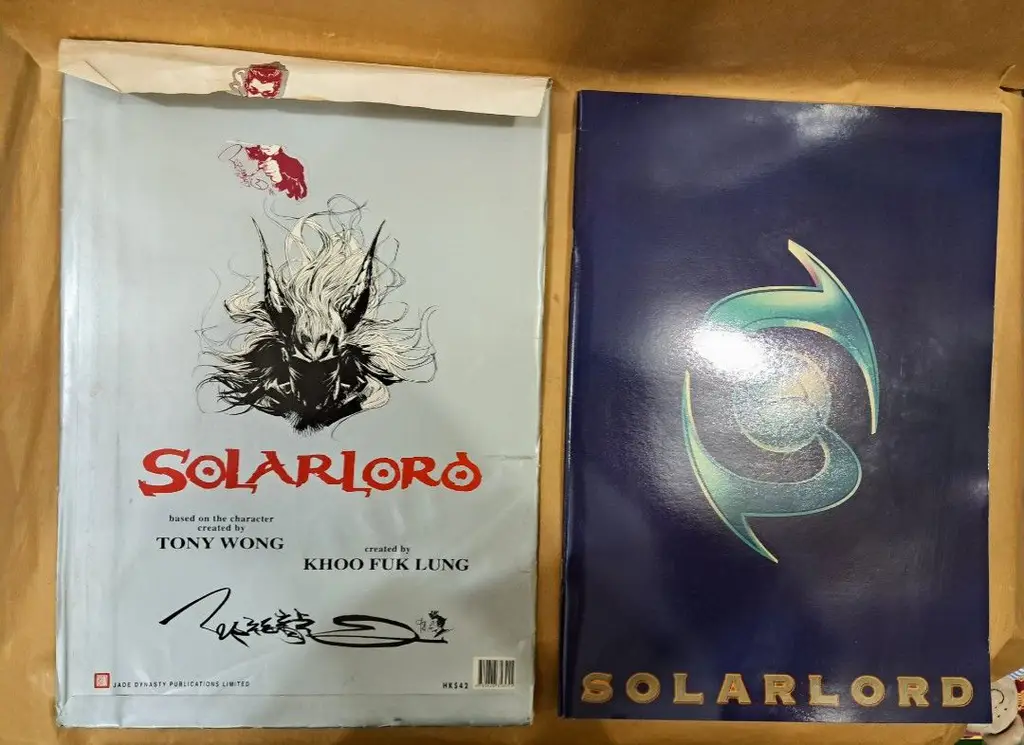 SOLARLORD
based on the character
created by
TONY WONG
created by
KHOO FUK LUNG
JADE DYNASTY PUBLICATIONS LIMITED
HK$42
SOLARLORD